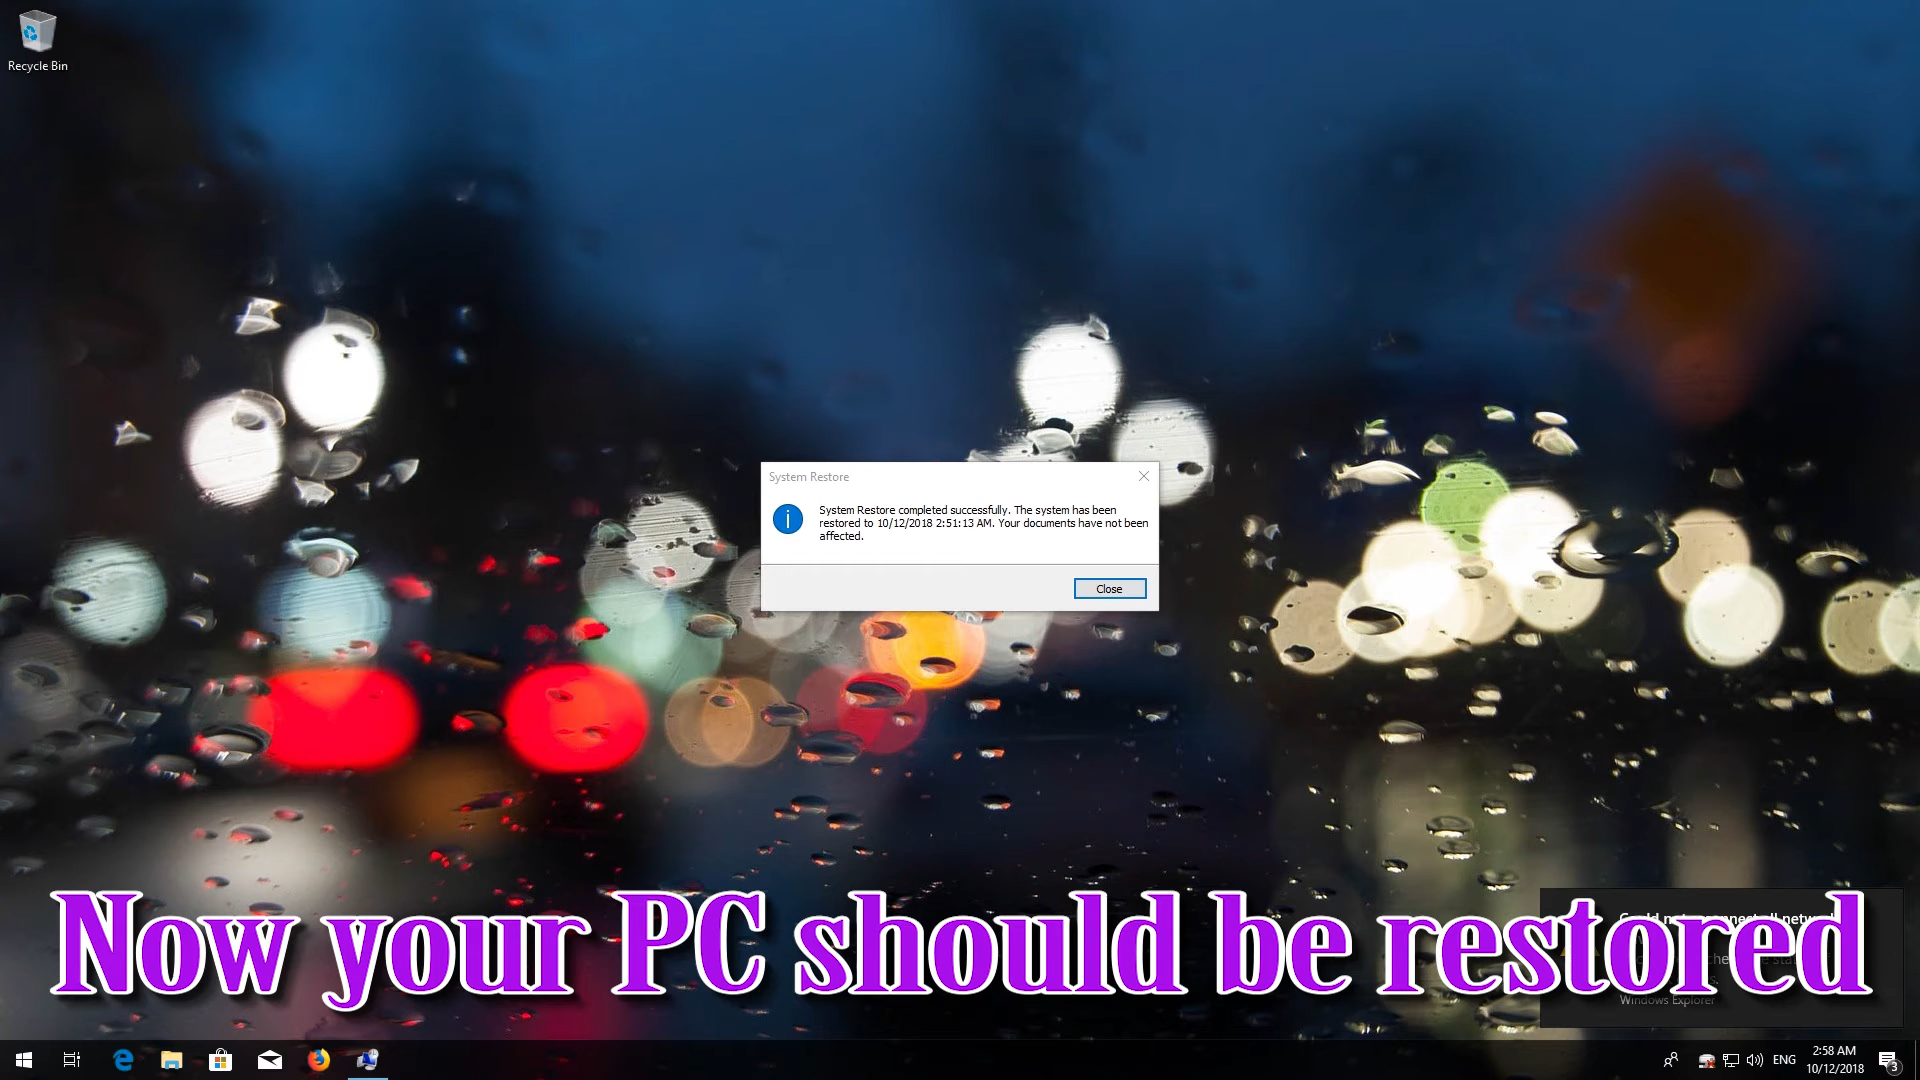 Recycle Bin
System Restore
System Restore completed successfully. The system has been
restored to 10/12/2018 2:51:13 AM. Your documents have not been
affected.
Close
Now your PC should be restored
Windows Explorer
ENG
2:58 AM
10/12/2018
3